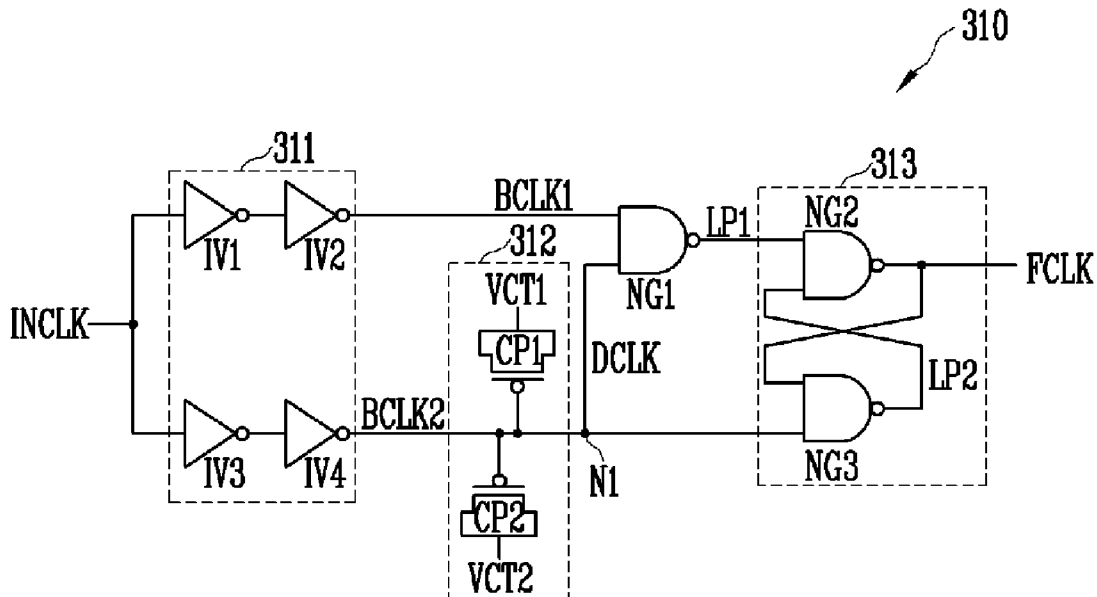 310
311
313
BCLK1
NG2
LP1
312
IV1
IV2
VCT1
NG1
FCLK
INCLK
CP1
DCLK
LP2
BCLK2
IV3
IV4
N1
NG3
CP2
VCT2